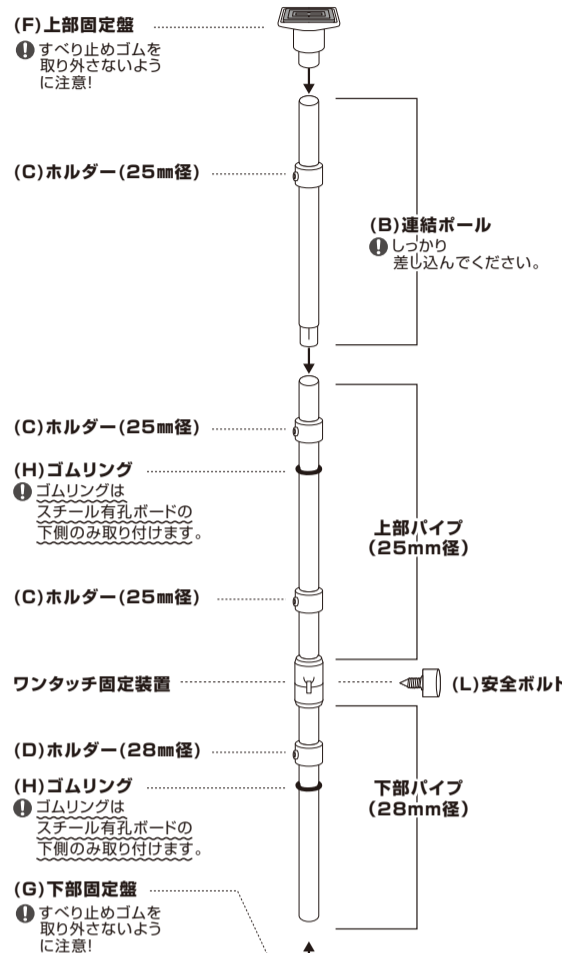 (F)上部固定盤
! すべり止めゴムを
取り外さないよう
に注意!
(C)ホルダー(25㎜径)
(B)連結ポール
! しっかり
差し込んでください。
(C)ホルダー(25㎜径)
(H)ゴムリング
! ゴムリングは
スチール有孔ボードの
下側のみ取り付けます。
上部パイプ
(25mm径)
(C)ホルダー(25㎜径)
ワンタッチ固定装置
(L)安全ボルト
(D)ホルダー(28㎜径)
(H)ゴムリング
! ゴムリングは
スチール有孔ボードの
下側のみ取り付けます。
下部パイプ
(28mm径)
(G)下部固定盤
! すべり止めゴムを
取り外さないよう
に注意!